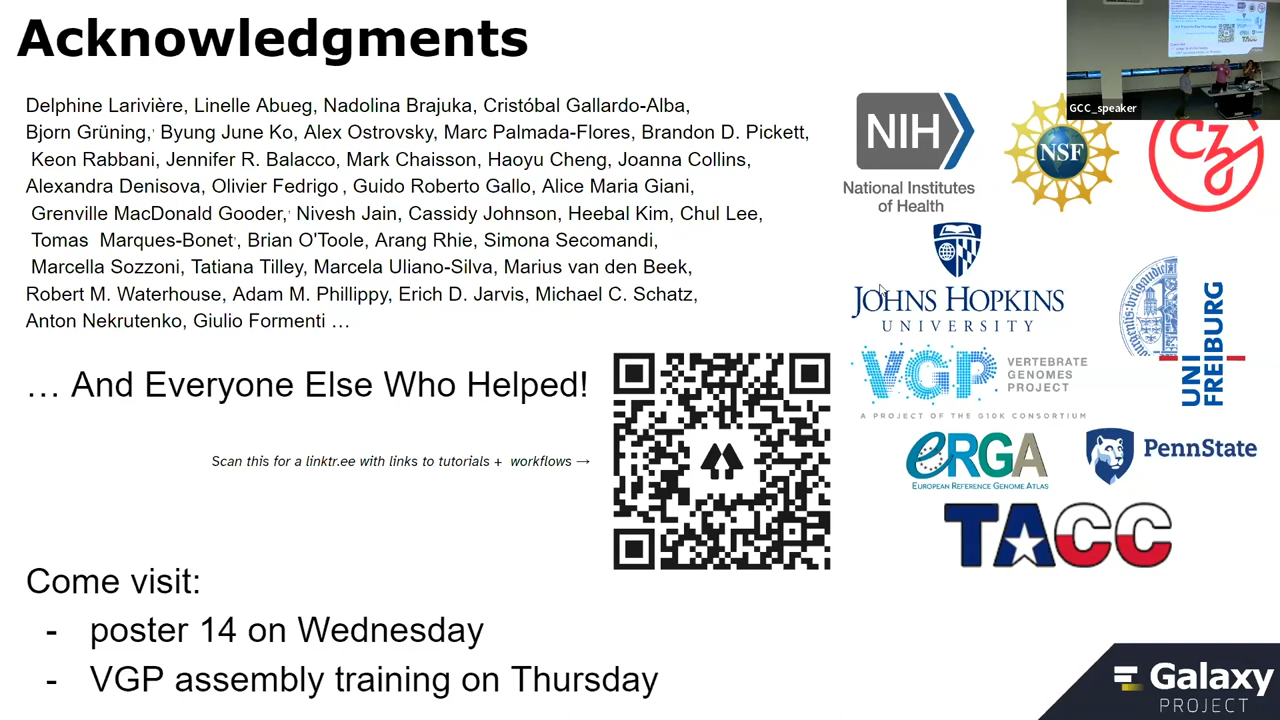 Acknowledgments
GCC_speaker
Delphine Larivière, Linelle Abueg, Nadolina Brajuka, Cristóbal Gallardo-Alba,
Bjorn Grüning, Byung June Ko, Alex Ostrovsky, Marc Palmada-Flores, Brandon D. Pickett,
Keon Rabbani, Jennifer R. Balacco, Mark Chaisson, Haoyu Cheng, Joanna Collins,
Alexandra Denisova, Olivier Fedrigo , Guido Roberto Gallo, Alice Maria Giani,
Grenville MacDonald Gooder, Nivesh Jain, Cassidy Johnson, Heebal Kim, Chul Lee,
Tomas Marques-Bonet, Brian O'Toole, Arang Rhie, Simona Secomandi,
Marcella Sozzoni, Tatiana Tilley, Marcela Uliano-Silva, Marius van den Beek,
Robert M. Waterhouse, Adam M. Phillippy, Erich D. Jarvis, Michael C. Schatz,
Anton Nekrutenko, Giulio Formenti …
… And Everyone Else Who Helped!
Scan this for a linktr.ee with links to tutorials + workflows →
Come visit:
- poster 14 on Wednesday
- VGP assembly training on Thursday
NIH
National Institutes
of Health
NSF
CZ
JOHNS HOPKINS
UNIVERSITY
UNI
FREIBURG
VGP
VERTEBRATE
GENOMES
PROJECT
A PROJECT OF THE G10K CONSORTIUM
eRGA
EUROPEAN REFERENCE GENOME ATLAS
PennState
TACC
Galaxy
PROJECT